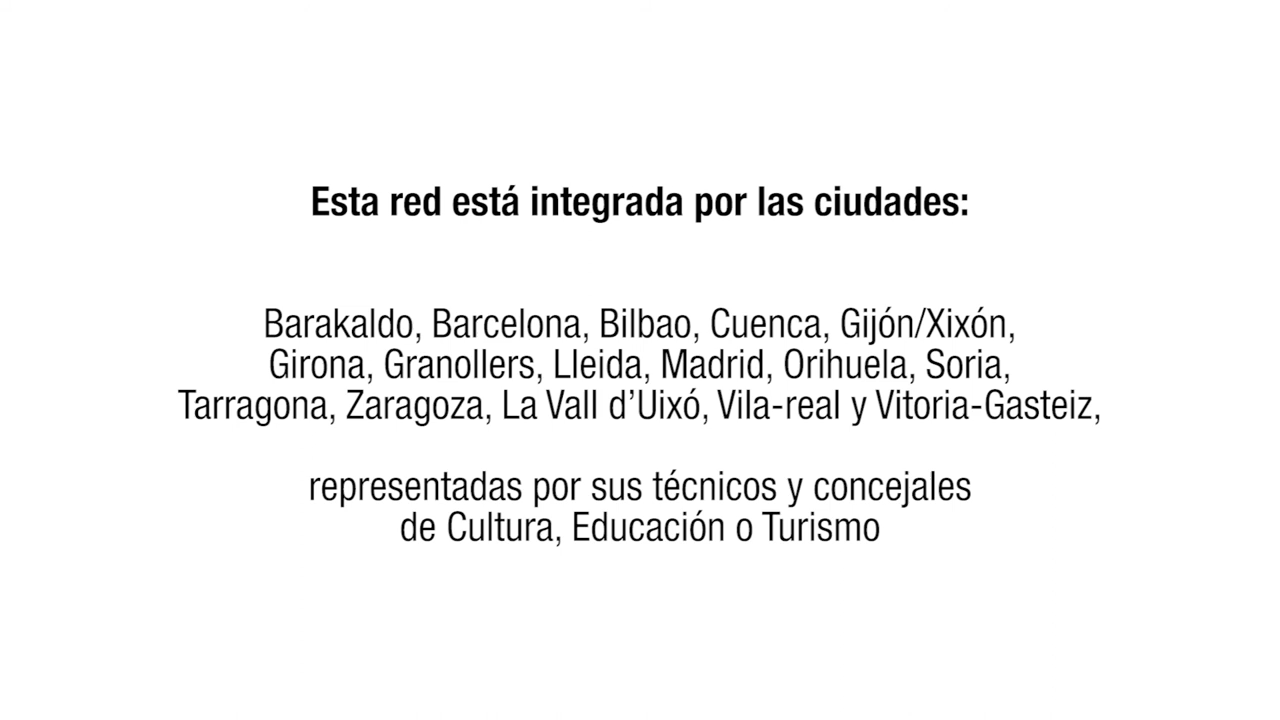 Esta red está integrada por las ciudades:
Barakaldo, Barcelona, Bilbao, Cuenca, Gijón/Xixón,
Girona, Granollers, Lleida, Madrid, Orihuela, Soria,
Tarragona, Zaragoza, La Vall d’Uixó, Vila-real y Vitoria-Gasteiz,
representadas por sus técnicos y concejales
de Cultura, Educación o Turismo